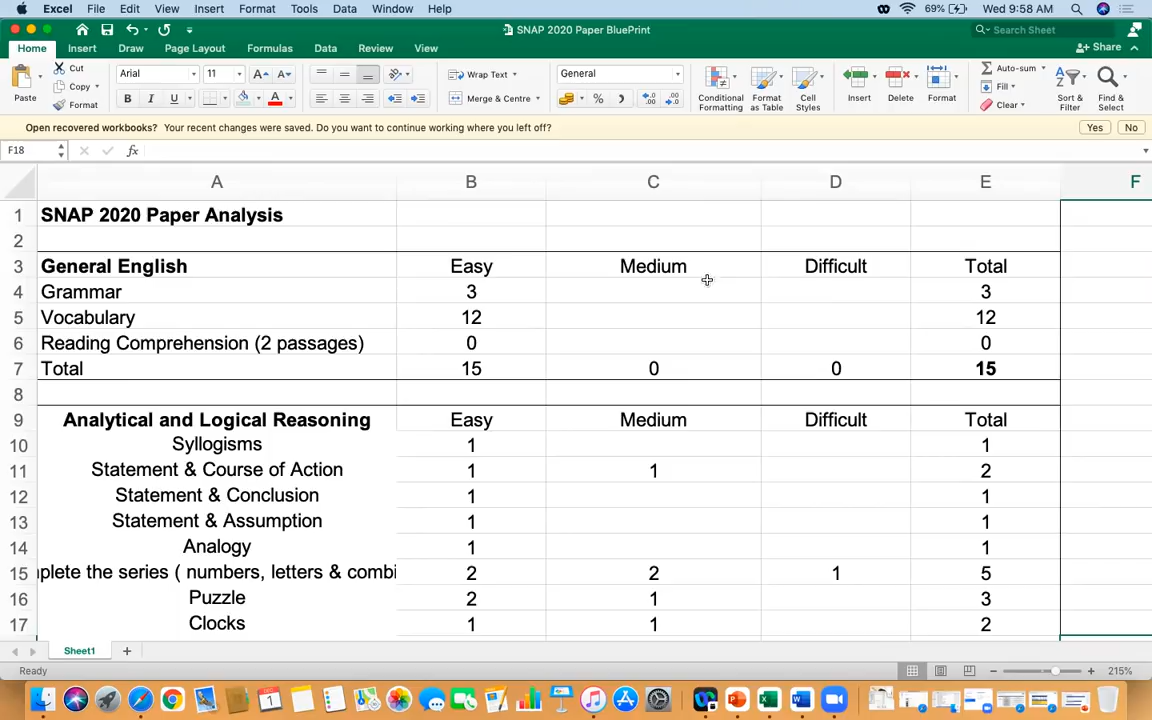 Excel File Edit View Insert Format Tools Data Window Help 69% Wed 9:58 AM
SNAP 2020 Paper BluePrint Search Sheet
Home Insert Draw Page Layout Formulas Data Review View Share
Paste Cut Copy Format Arial 11 Wrap Text Merge & Centre General Conditional Formatting Format as Table Cell Styles Insert Delete Format Auto-sum Fill Clear Sort & Filter Find & Select
Open recovered workbooks? Your recent changes were saved. Do you want to continue working where you left off? Yes No
F18 fx
A B C D E F
1 SNAP 2020 Paper Analysis
2
3 General English Easy Medium Difficult Total
4 Grammar 3 3
5 Vocabulary 12 12
6 Reading Comprehension (2 passages) 0 0
7 Total 15 0 0 15
8
9 Analytical and Logical Reasoning Easy Medium Difficult Total
10 Syllogisms 1 1
11 Statement & Course of Action 1 1 2
12 Statement & Conclusion 1 1
13 Statement & Assumption 1 1
14 Analogy 1 1
15 plete the series ( numbers, letters & combi 2 2 1 5
16 Puzzle 2 1 3
17 Clocks 1 1 2
Sheet1
Ready 215%